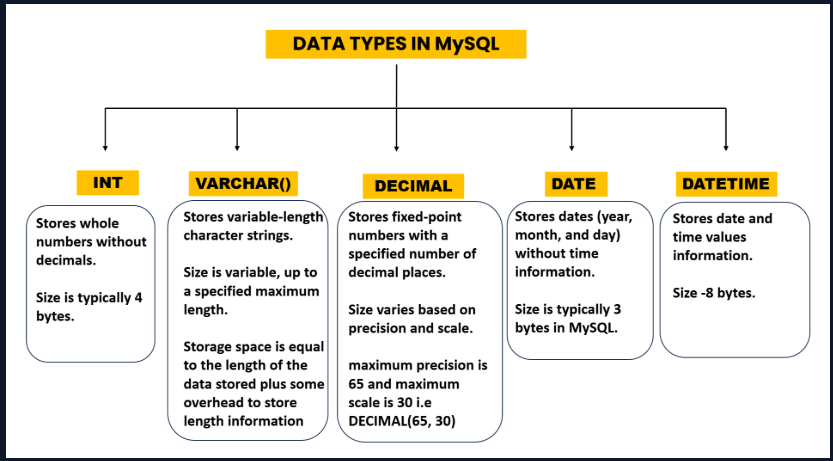 DATA TYPES IN MySQL
INT
Stores whole
numbers without
decimals.
Size is typically 4
bytes.
VARCHAR()
Stores variable-length
character strings.
Size is variable, up to
a specified maximum
length.
Storage space is equal
to the length of the
data stored plus some
overhead to store
length information
DECIMAL
Stores fixed-point
numbers with a
specified number of
decimal places.
Size varies based on
precision and scale.
maximum precision is
65 and maximum
scale is 30 i.e
DECIMAL(65, 30)
DATE
Stores dates (year,
month, and day)
without time
information.
Size is typically 3
bytes in MySQL.
DATETIME
Stores date and
time values
information.
Size -8 bytes.